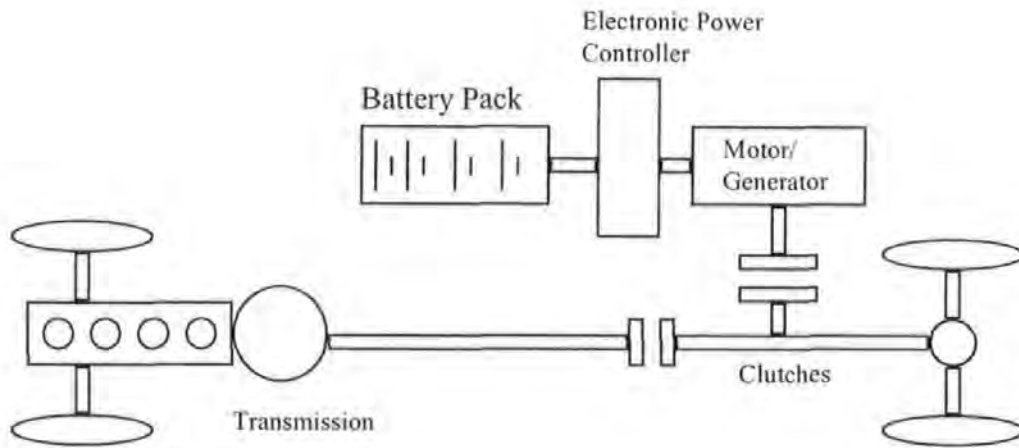 Electronic Power
Controller
Battery Pack
Motor/
Generator
Clutches
Transmission